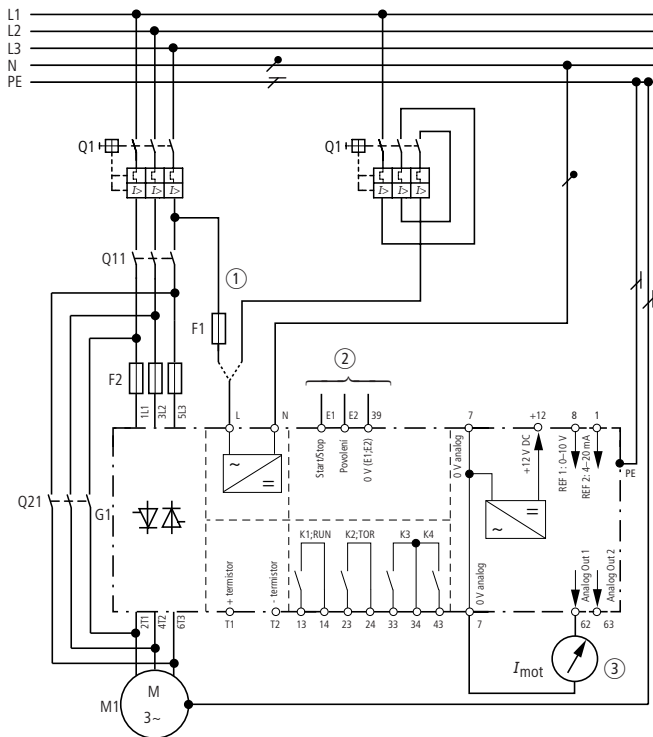 L1
L2
L3
N
PE
Q1
Q1
I> I> I>
I> I> I>
Q11
①
F1
②
F2
1L1
3L2
5L3
L
N
E1
E2
39
7
+12
8
1
Start/Stop
Povolení
0 V (E1;E2)
0 V analog
+12 V DC
REF 1: 0–10 V
REF 2: 4–20 mA
PE
~
=
=
~
Q21
G1
K1;RUN
K2;TOR
K3
K4
+ termistor
- termistor
0 V analog
Analog Out 1
Analog Out 2
2T1
4T2
6T3
T1
T2
13
14
23
24
33
34
43
7
62
63
Imot
③
M1
M
3~